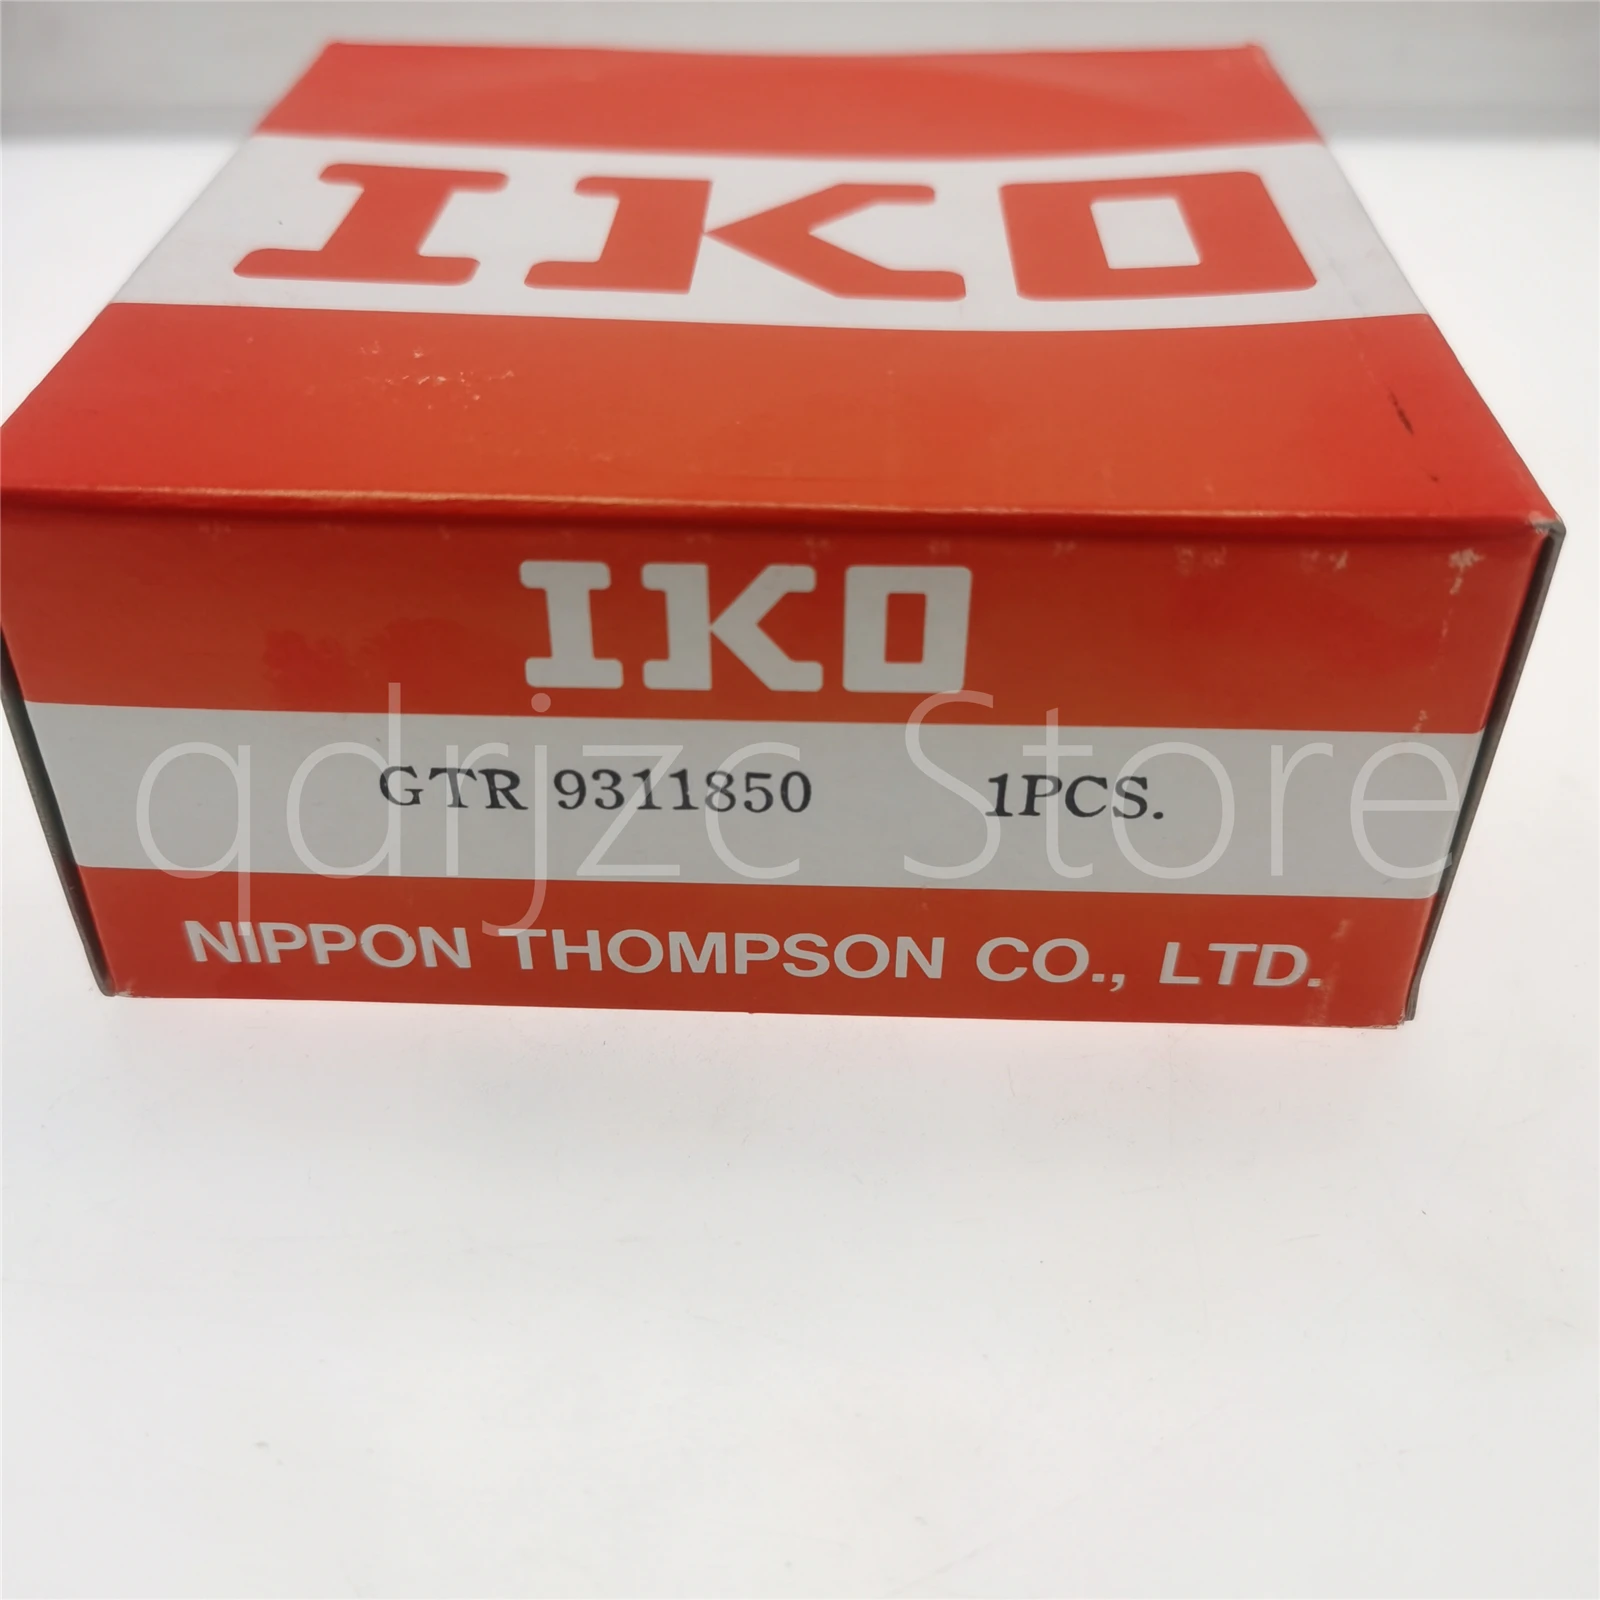 IKO
IKO
GTR 9311850 1PCS.
qdrjzc Store
NIPPON THOMPSON CO., LTD.